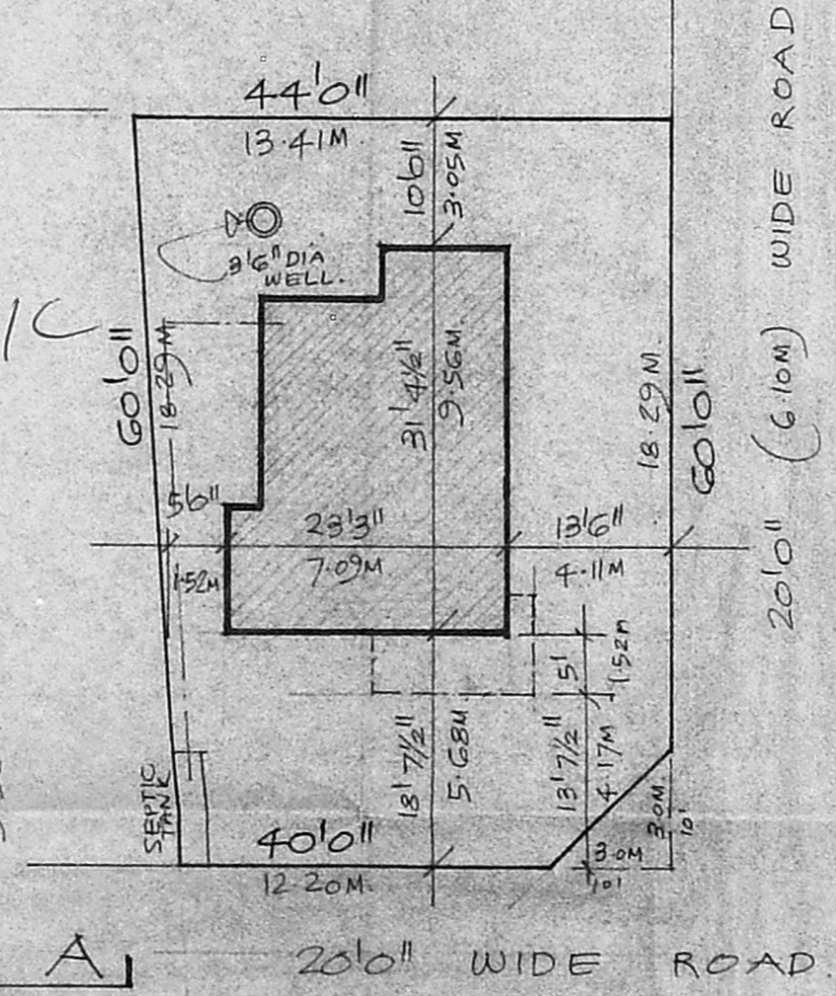 44'0"
13.41M.
10'6"
3.05M
3'6" DIA
WELL.
1C
60'0"
18.29M
31'4½"
9.56M.
18.29M.
60'0"
20'0" (6.10M) WIDE ROAD
5'6"
1.52M
23'3"
7.09M
13'6"
4.11M
5'
1.52M
18'7½"
5.68M
13'7½"
4.17M
3.0M.
10'
3.0M
10'
SEPTIC
TANK
40'0"
12.20M.
A
20'0" WIDE ROAD